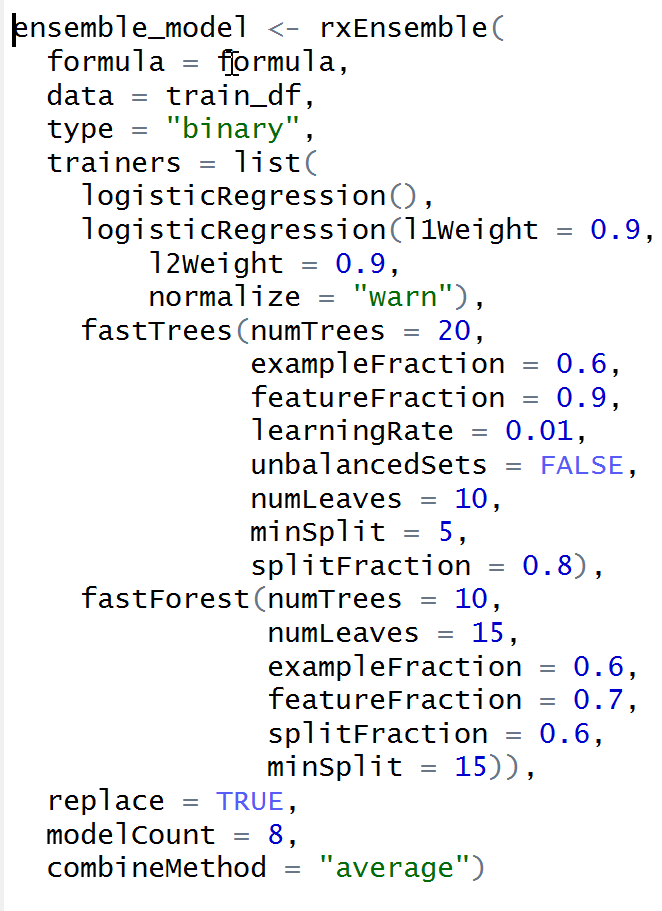 ensemble_model <- rxEnsemble(
  formula = formula,
  data = train_df,
  type = "binary",
  trainers = list(
    logisticRegression(),
    logisticRegression(l1Weight = 0.9,
        l2Weight = 0.9,
        normalize = "warn"),
    fastTrees(numTrees = 20,
              exampleFraction = 0.6,
              featureFraction = 0.9,
              learningRate = 0.01,
              unbalancedSets = FALSE,
              numLeaves = 10,
              minSplit = 5,
              splitFraction = 0.8),
    fastForest(numTrees = 10,
               numLeaves = 15,
               exampleFraction = 0.6,
               featureFraction = 0.7,
               splitFraction = 0.6,
               minSplit = 15)),
  replace = TRUE,
  modelCount = 8,
  combineMethod = "average")